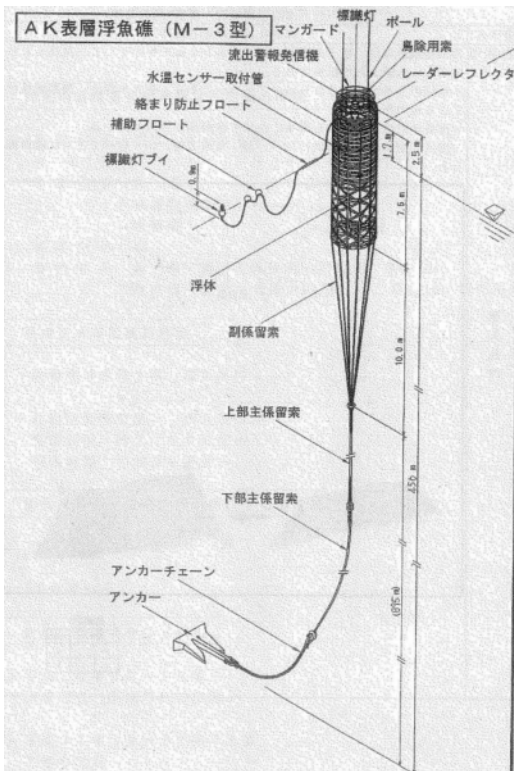 AK表層浮魚礁（M－3型）
標識灯
マンガード
ポール
流出警報発信機
鳥除用索
水温センサー取付管
レーダーレフレクタ
絡まり防止フロート
補助フロート
標識灯ブイ
0.9m
1.7m
2.5m
7.6m
浮体
副係留索
10.0m
上部主係留索
450m
下部主係留索
(895m)
アンカーチェーン
アンカー